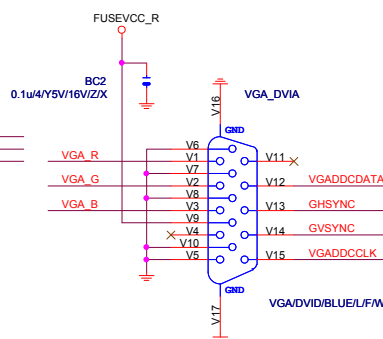 FUSEVCC_R
BC2
0.1u/4/Y5V/16V/Z/X
V16
VGA_DVIA
GND
V6
VGA_R V1 V11
V7
VGA_G V2 V12 VGADDCDATA
V8
VGA_B V3 V13 GHSYNC
V9
V4 V14 GVSYNC
V10
V5 V15 VGADDCCLK
GND
V17
VGA/DVID/BLUE/L/F/W